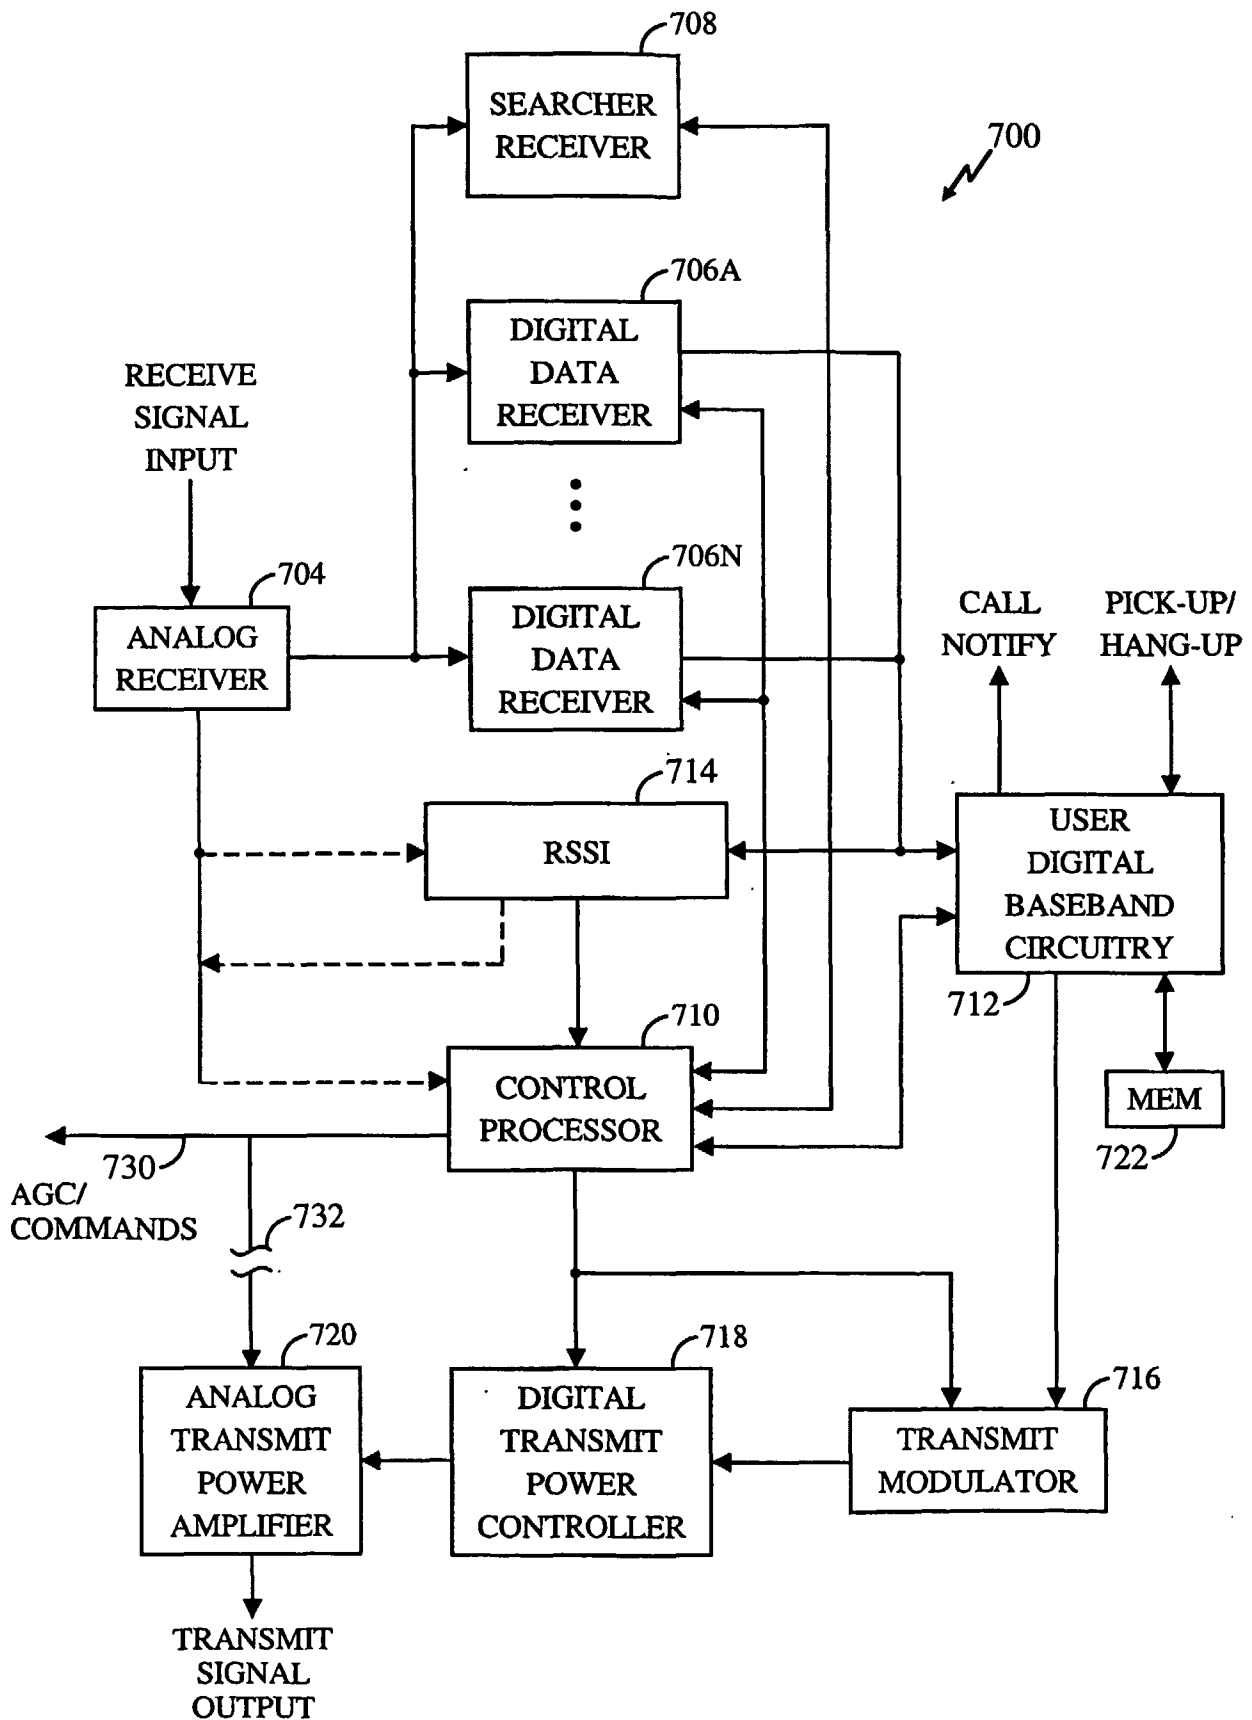 708
SEARCHER
RECEIVER
700
706A
DIGITAL
DATA
RECEIVER
RECEIVE
SIGNAL
INPUT
706N
DIGITAL
DATA
RECEIVER
704
ANALOG
RECEIVER
CALL
NOTIFY
PICK-UP/
HANG-UP
714
RSSI
USER
DIGITAL
BASEBAND
CIRCUITRY
712
710
CONTROL
PROCESSOR
MEM
722
730
AGC/
COMMANDS
732
720
ANALOG
TRANSMIT
POWER
AMPLIFIER
718
DIGITAL
TRANSMIT
POWER
CONTROLLER
716
TRANSMIT
MODULATOR
TRANSMIT
SIGNAL
OUTPUT